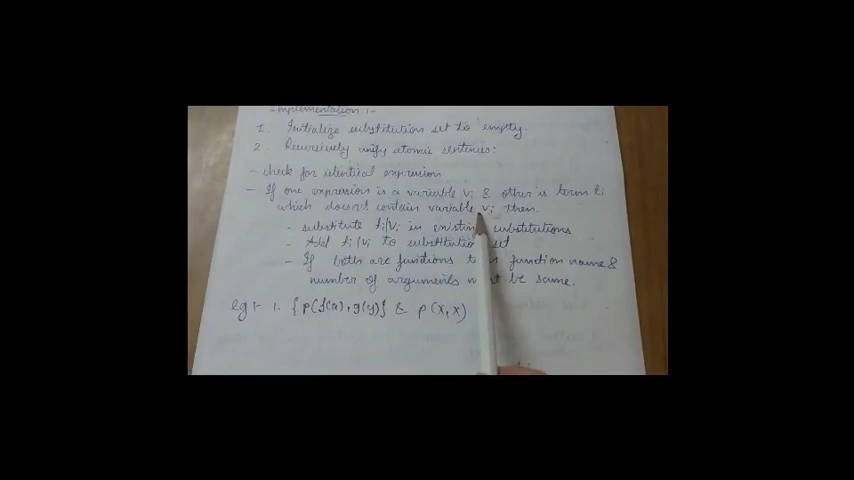 Implementation :-
1. Initialize substitution set to empty.
2. Recursively unify atomic sentences:
- check for identical expression
- If one expression is a variable vi & other is term ti
which doesn't contain variable vi then.
- substitute ti/vi in existing substitutions
- Add ti/vi to substitution set
- If both are functions function name &
number of arguments must be same.
eg :- 1. {p(f(a), g(y)} & p(x, x)